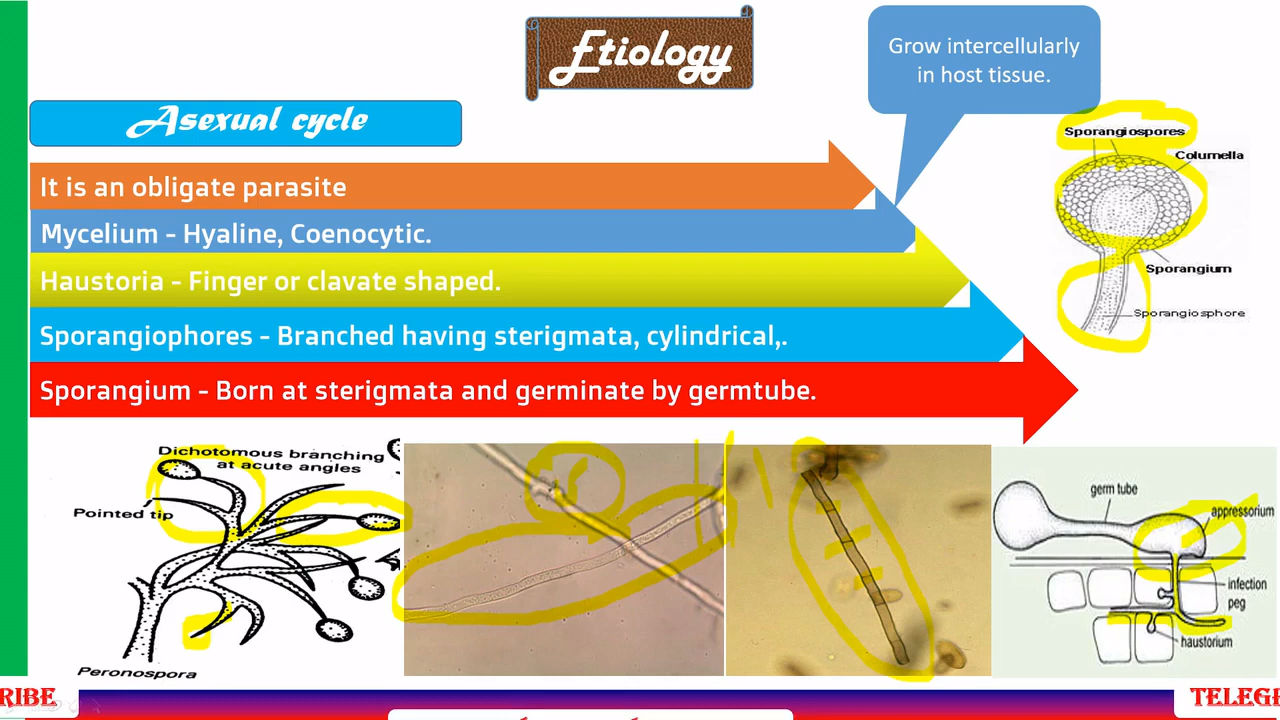 Etiology
Grow intercellularly
in host tissue.
Asexual cycle
It is an obligate parasite
Mycelium – Hyaline, Coenocytic.
Haustoria - Finger or clavate shaped.
Sporangiophores - Branched having sterigmata, cylindrical,.
Sporangium - Born at sterigmata and germinate by germtube.
Sporangiospores
Columella
Sporangium
Sporangiosphore
Dichotomous branching
at acute angles
Pointed tip
Peronospora
germ tube
appressorium
infection
peg
haustorium
RIBE
TELEGR